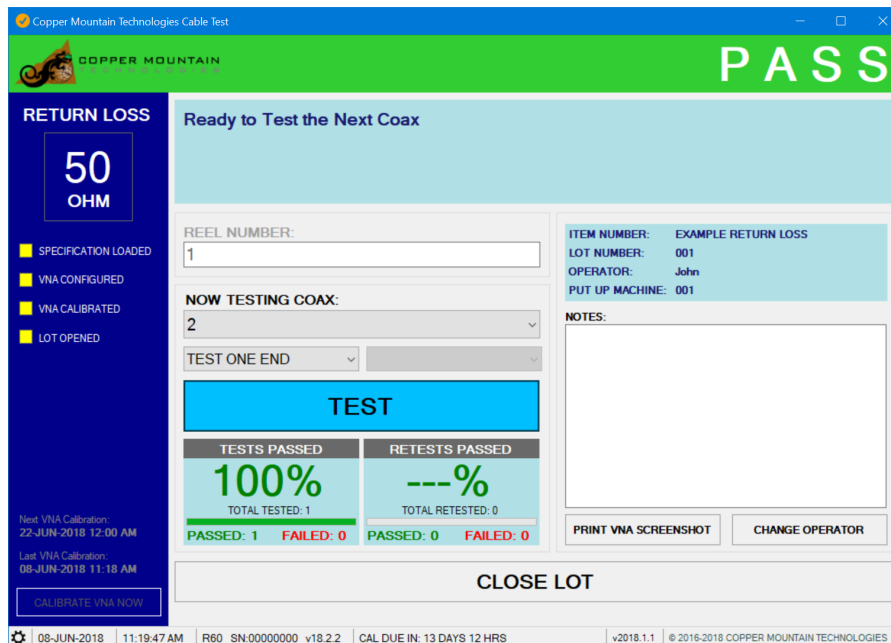 Copper Mountain Technologies Cable Test
COPPER MOUNTAIN
TECHNOLOGIES
PASS
RETURN LOSS
50
OHM
SPECIFICATION LOADED
VNA CONFIGURED
VNA CALIBRATED
LOT OPENED
Next VNA Calibration:
22-JUN-2018 12:00 AM
Last VNA Calibration:
08-JUN-2018 11:18 AM
CALIBRATE VNA NOW
Ready to Test the Next Coax
REEL NUMBER:
1
NOW TESTING COAX:
2
TEST ONE END
TEST
TESTS PASSED
100%
TOTAL TESTED: 1
PASSED: 1 FAILED: 0
RETESTS PASSED
---%
TOTAL RETESTED: 0
PASSED: 0 FAILED: 0
ITEM NUMBER: EXAMPLE RETURN LOSS
LOT NUMBER: 001
OPERATOR: John
PUT UP MACHINE: 001
NOTES:
PRINT VNA SCREENSHOT
CHANGE OPERATOR
CLOSE LOT
08-JUN-2018 11:19:47 AM R60 SN:00000000 v18.2.2 CAL DUE IN: 13 DAYS 12 HRS v2018.1.1 © 2016-2018 COPPER MOUNTAIN TECHNOLOGIES